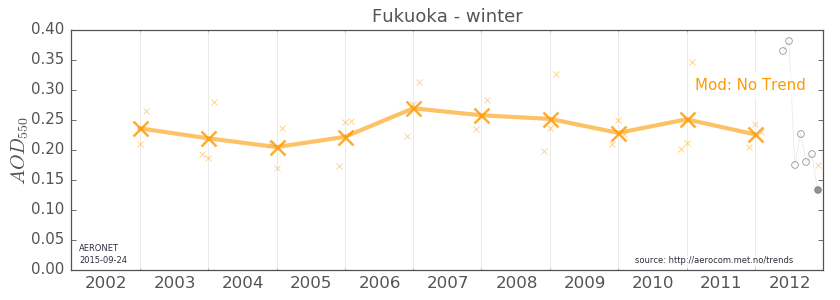 Fukuoka - winter
0.40
0.35
0.30
0.25
0.20
0.15
0.10
0.05
0.00
AOD550
Mod: No Trend
AERONET
2015-09-24
source: http://aerocom.met.no/trends
2002 2003 2004 2005 2006 2007 2008 2009 2010 2011 2012